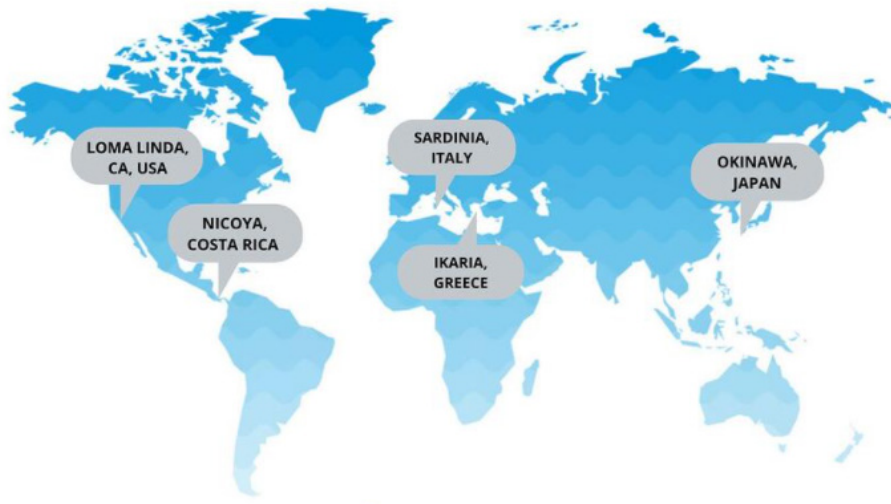 LOMA LINDA,
CA, USA
SARDINIA,
ITALY
OKINAWA,
JAPAN
NICOYA,
COSTA RICA
IKARIA,
GREECE